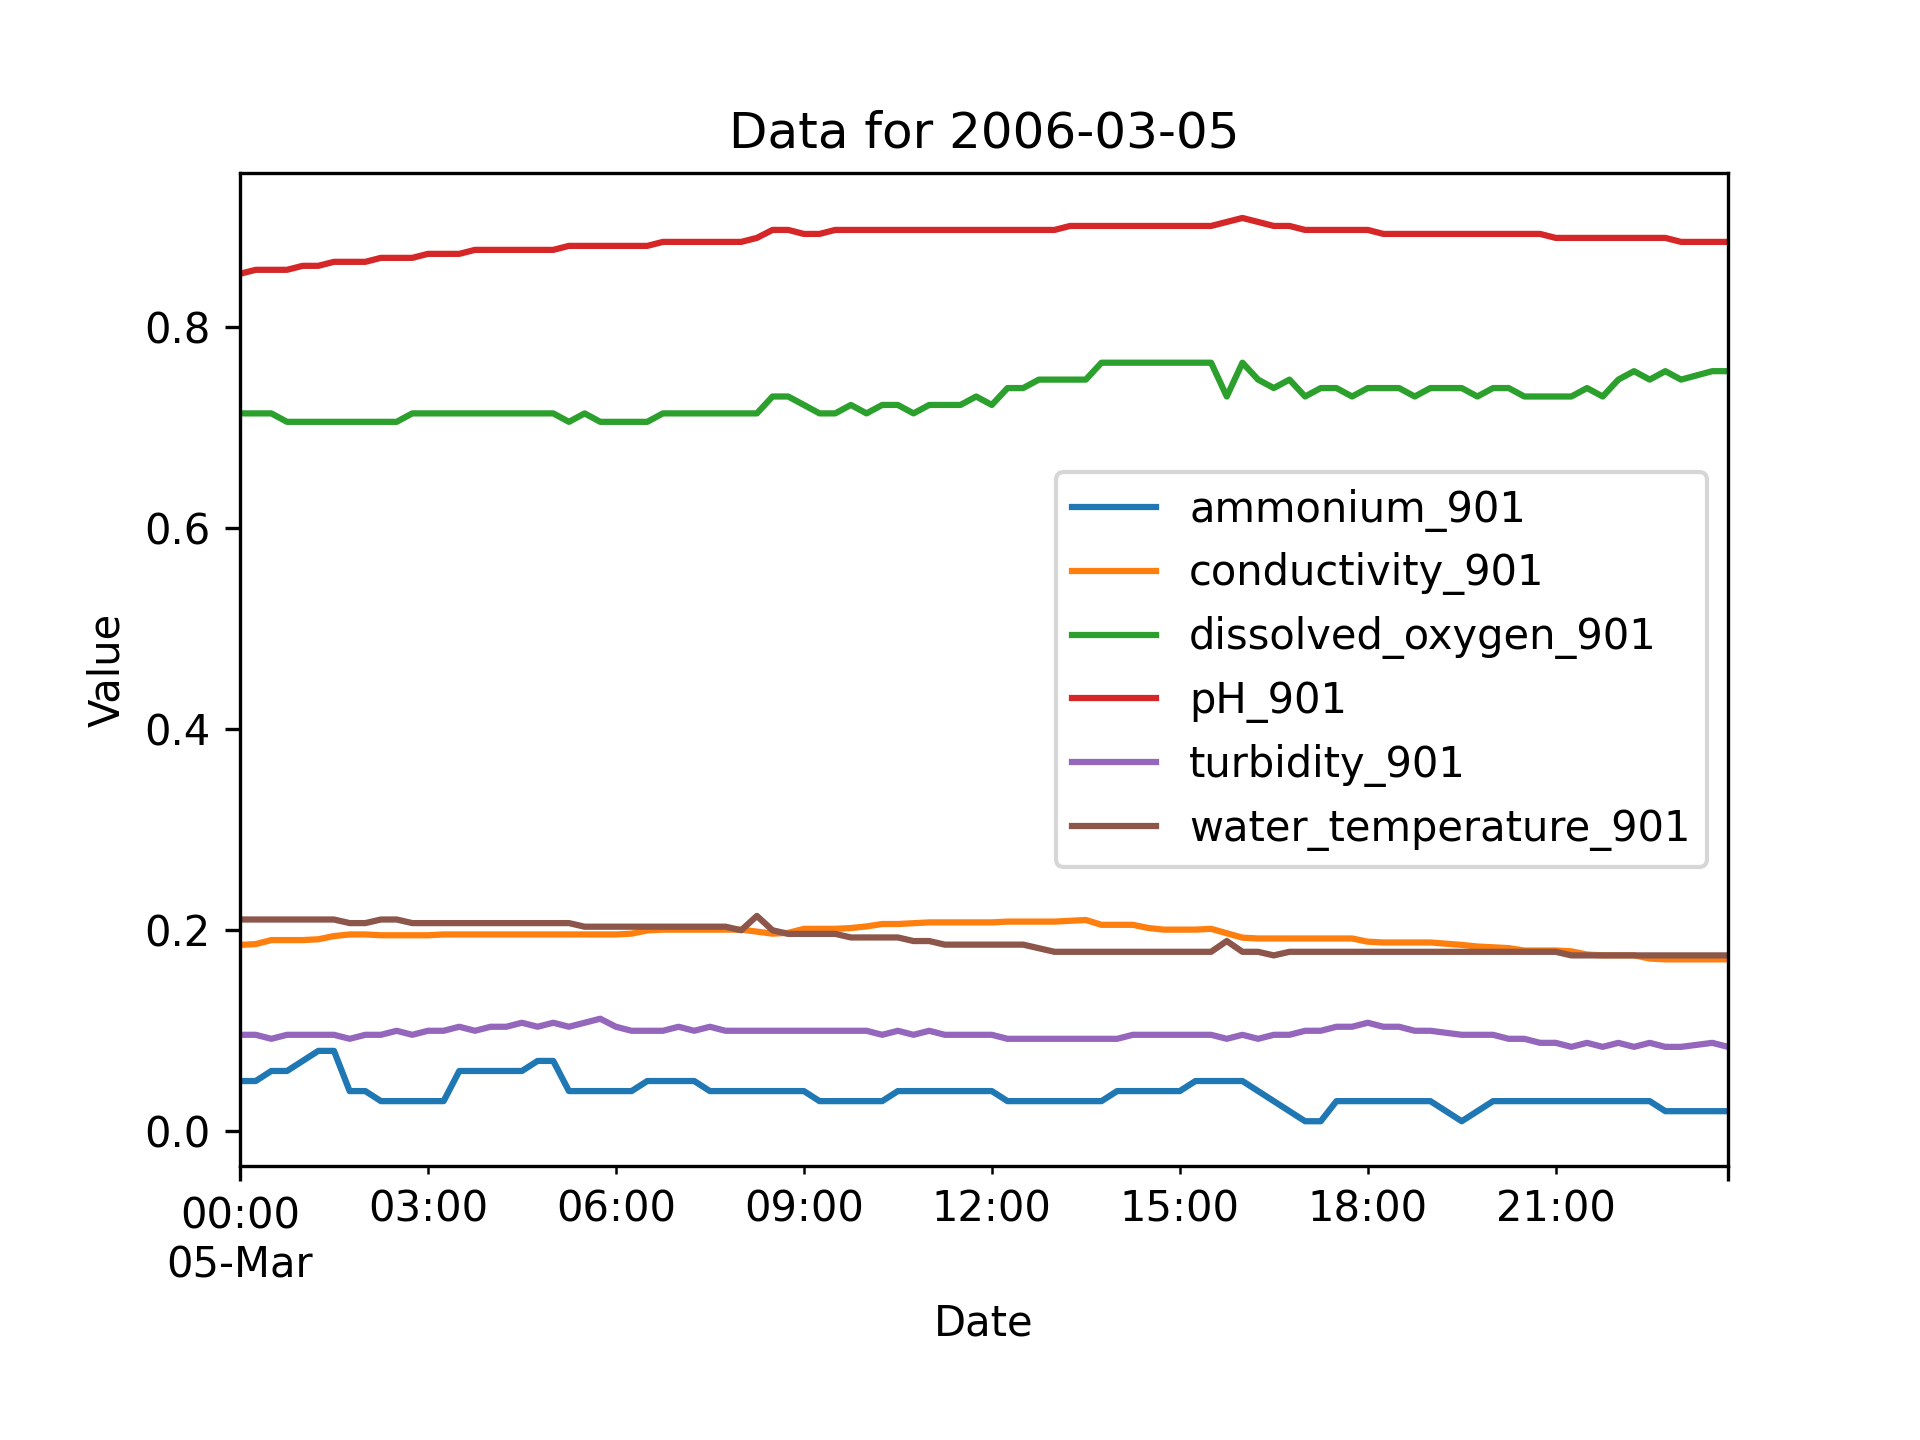 Data for 2006-03-05
Value
0.8
0.6
0.4
0.2
0.0
ammonium_901
conductivity_901
dissolved_oxygen_901
pH_901
turbidity_901
water_temperature_901
00:00 03:00 06:00 09:00 12:00 15:00 18:00 21:00
05-Mar
Date